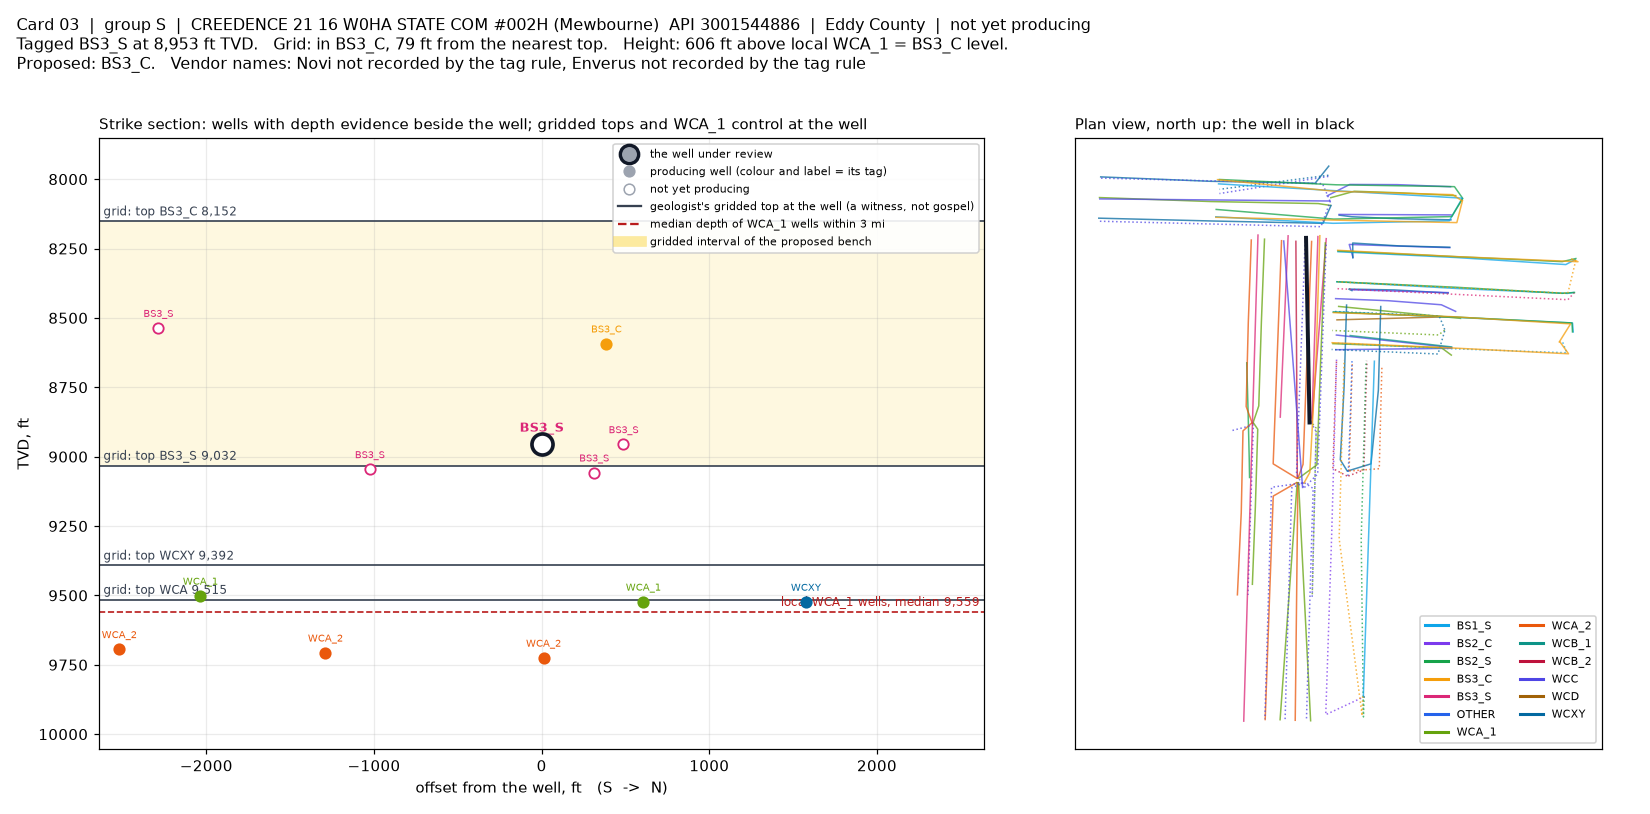 Card 03 | group S | CREEDENCE 21 16 W0HA STATE COM #002H (Mewbourne) API 3001544886 | Eddy County | not yet producing
Tagged BS3_S at 8,953 ft TVD. Grid: in BS3_C, 79 ft from the nearest top. Height: 606 ft above local WCA_1 = BS3_C level.
Proposed: BS3_C. Vendor names: Novi not recorded by the tag rule, Enverus not recorded by the tag rule
Strike section: wells with depth evidence beside the well; gridded tops and WCA_1 control at the well
the well under review
producing well (colour and label = its tag)
not yet producing
geologist's gridded top at the well (a witness, not gospel)
median depth of WCA_1 wells within 3 mi
gridded interval of the proposed bench
grid: top BS3_C 8,152
BS3_S
BS3_C
BS3_S
BS3_S
BS3_S
BS3_S
grid: top BS3_S 9,032
grid: top WCXY 9,392
WCA_1
grid: top WCA 9,515
WCA_1
WCXY
local WCA_1 wells, median 9,559
WCA_2
WCA_2
WCA_2
8000
8250
8500
8750
9000
9250
9500
9750
10000
TVD, ft
−2000
−1000
0
1000
2000
offset from the well, ft (S -> N)
Plan view, north up: the well in black
BS1_S
BS2_C
BS2_S
BS3_C
BS3_S
OTHER
WCA_1
WCA_2
WCB_1
WCB_2
WCC
WCD
WCXY